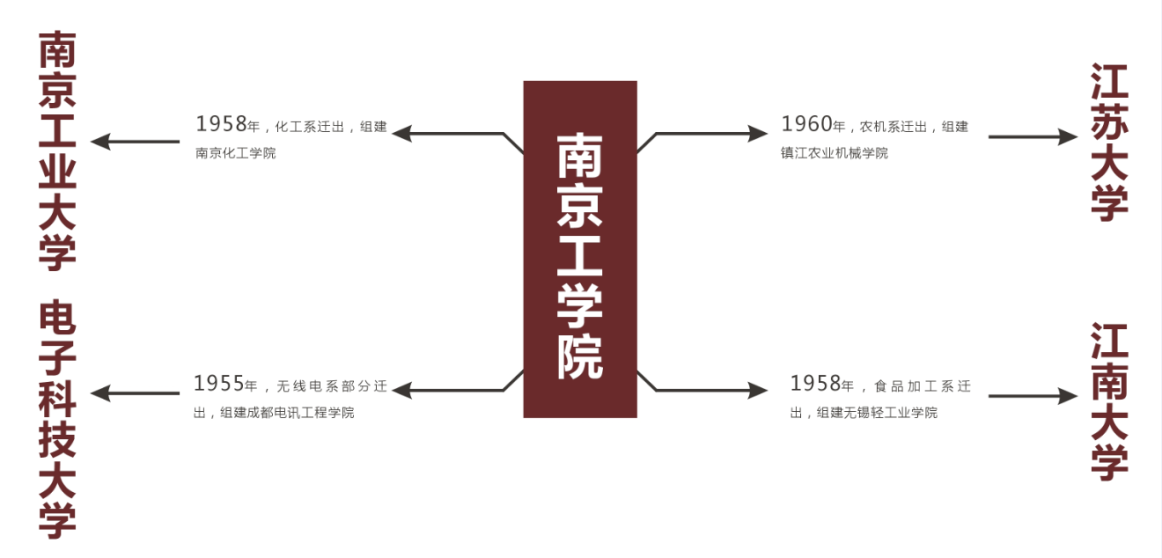 南京工业大学
1958年，化工系迁出，组建
南京化工学院
南京工学院
1960年，农机系迁出，组建
镇江农业机械学院
江苏大学
电子科技大学
1955年，无线电系部分迁
出，组建成都电讯工程学院
1958年，食品加工系迁
出，组建无锡轻工业学院
江南大学